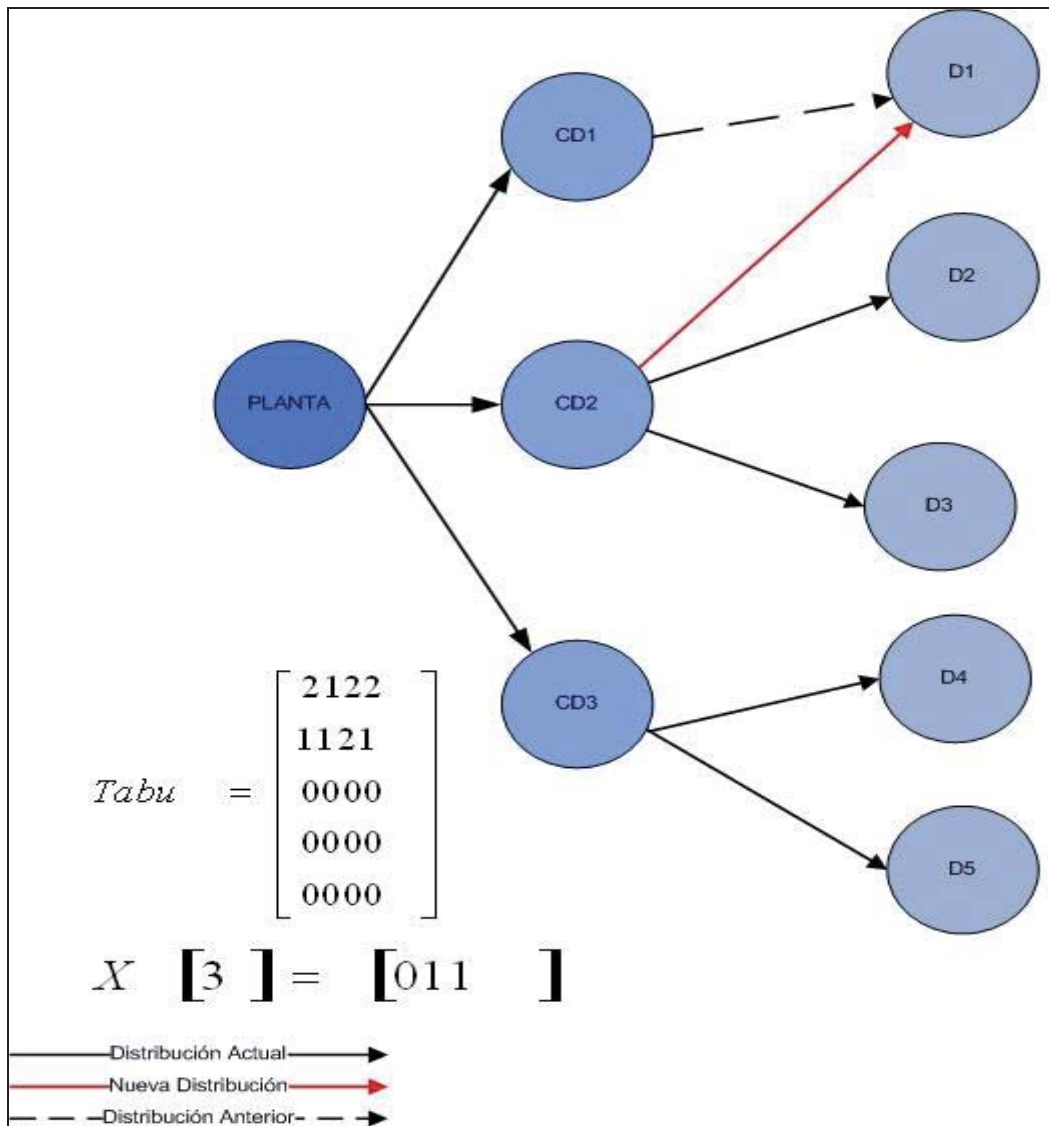 D1
CD1
D2
PLANTA
CD2
D3
CD3
D4
D5
Tabu = [ 2122
1121
0000
0000
0000 ]
X [3 ] = [011 ]
Distribución Actual
Nueva Distribución
Distribución Anterior